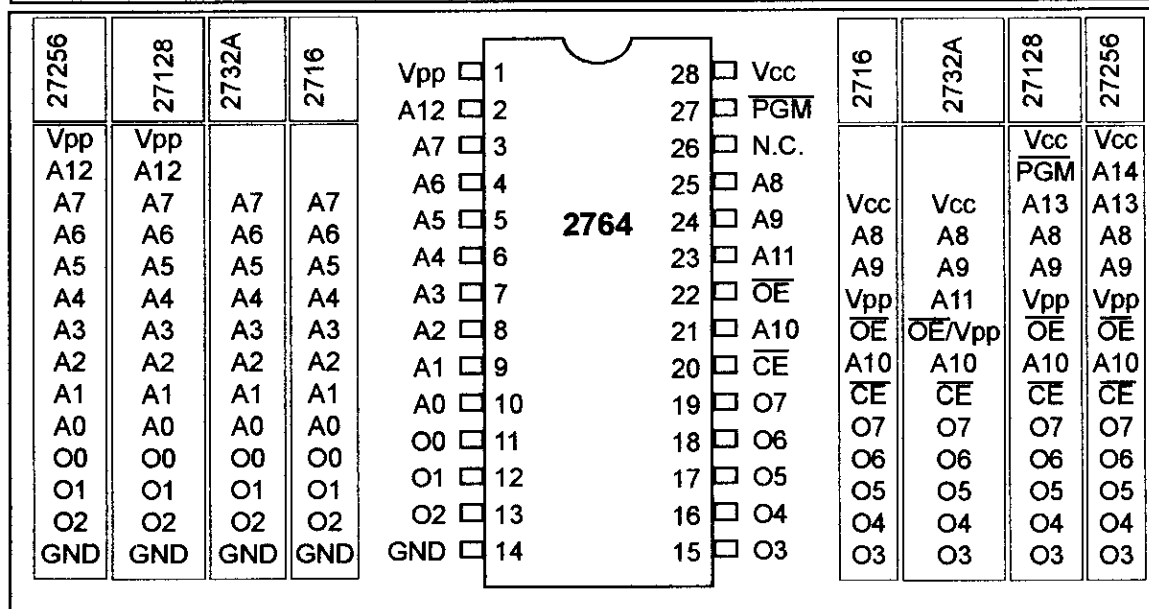 27256 27128 2732A 2716
Vpp Vpp
A12 A12
A7 A7 A7 A7
A6 A6 A6 A6
A5 A5 A5 A5
A4 A4 A4 A4
A3 A3 A3 A3
A2 A2 A2 A2
A1 A1 A1 A1
A0 A0 A0 A0
O0 O0 O0 O0
O1 O1 O1 O1
O2 O2 O2 O2
GND GND GND GND
Vpp 1 28 Vcc
A12 2 27 PGM
A7 3 26 N.C.
A6 4 25 A8
A5 5 2764 24 A9
A4 6 23 A11
A3 7 22 OE
A2 8 21 A10
A1 9 20 CE
A0 10 19 O7
O0 11 18 O6
O1 12 17 O5
O2 13 16 O4
GND 14 15 O3
2716 2732A 27128 27256
Vcc Vcc
PGM A14
Vcc Vcc A13 A13
A8 A8 A8 A8
A9 A9 A9 A9
Vpp A11 Vpp Vpp
OE OE/Vpp OE OE
A10 A10 A10 A10
CE CE CE CE
O7 O7 O7 O7
O6 O6 O6 O6
O5 O5 O5 O5
O4 O4 O4 O4
O3 O3 O3 O3